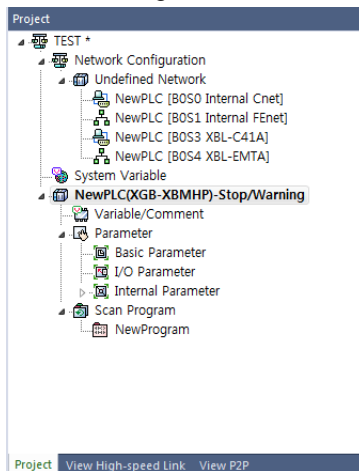 Project
TEST *
Network Configuration
Undefined Network
NewPLC [B0S0 Internal Cnet]
NewPLC [B0S1 Internal FEnet]
NewPLC [B0S3 XBL-C41A]
NewPLC [B0S4 XBL-EMTA]
System Variable
NewPLC(XGB-XBMHP)-Stop/Warning
Variable/Comment
Parameter
Basic Parameter
I/O Parameter
Internal Parameter
Scan Program
NewProgram
Project View High-speed Link View P2P